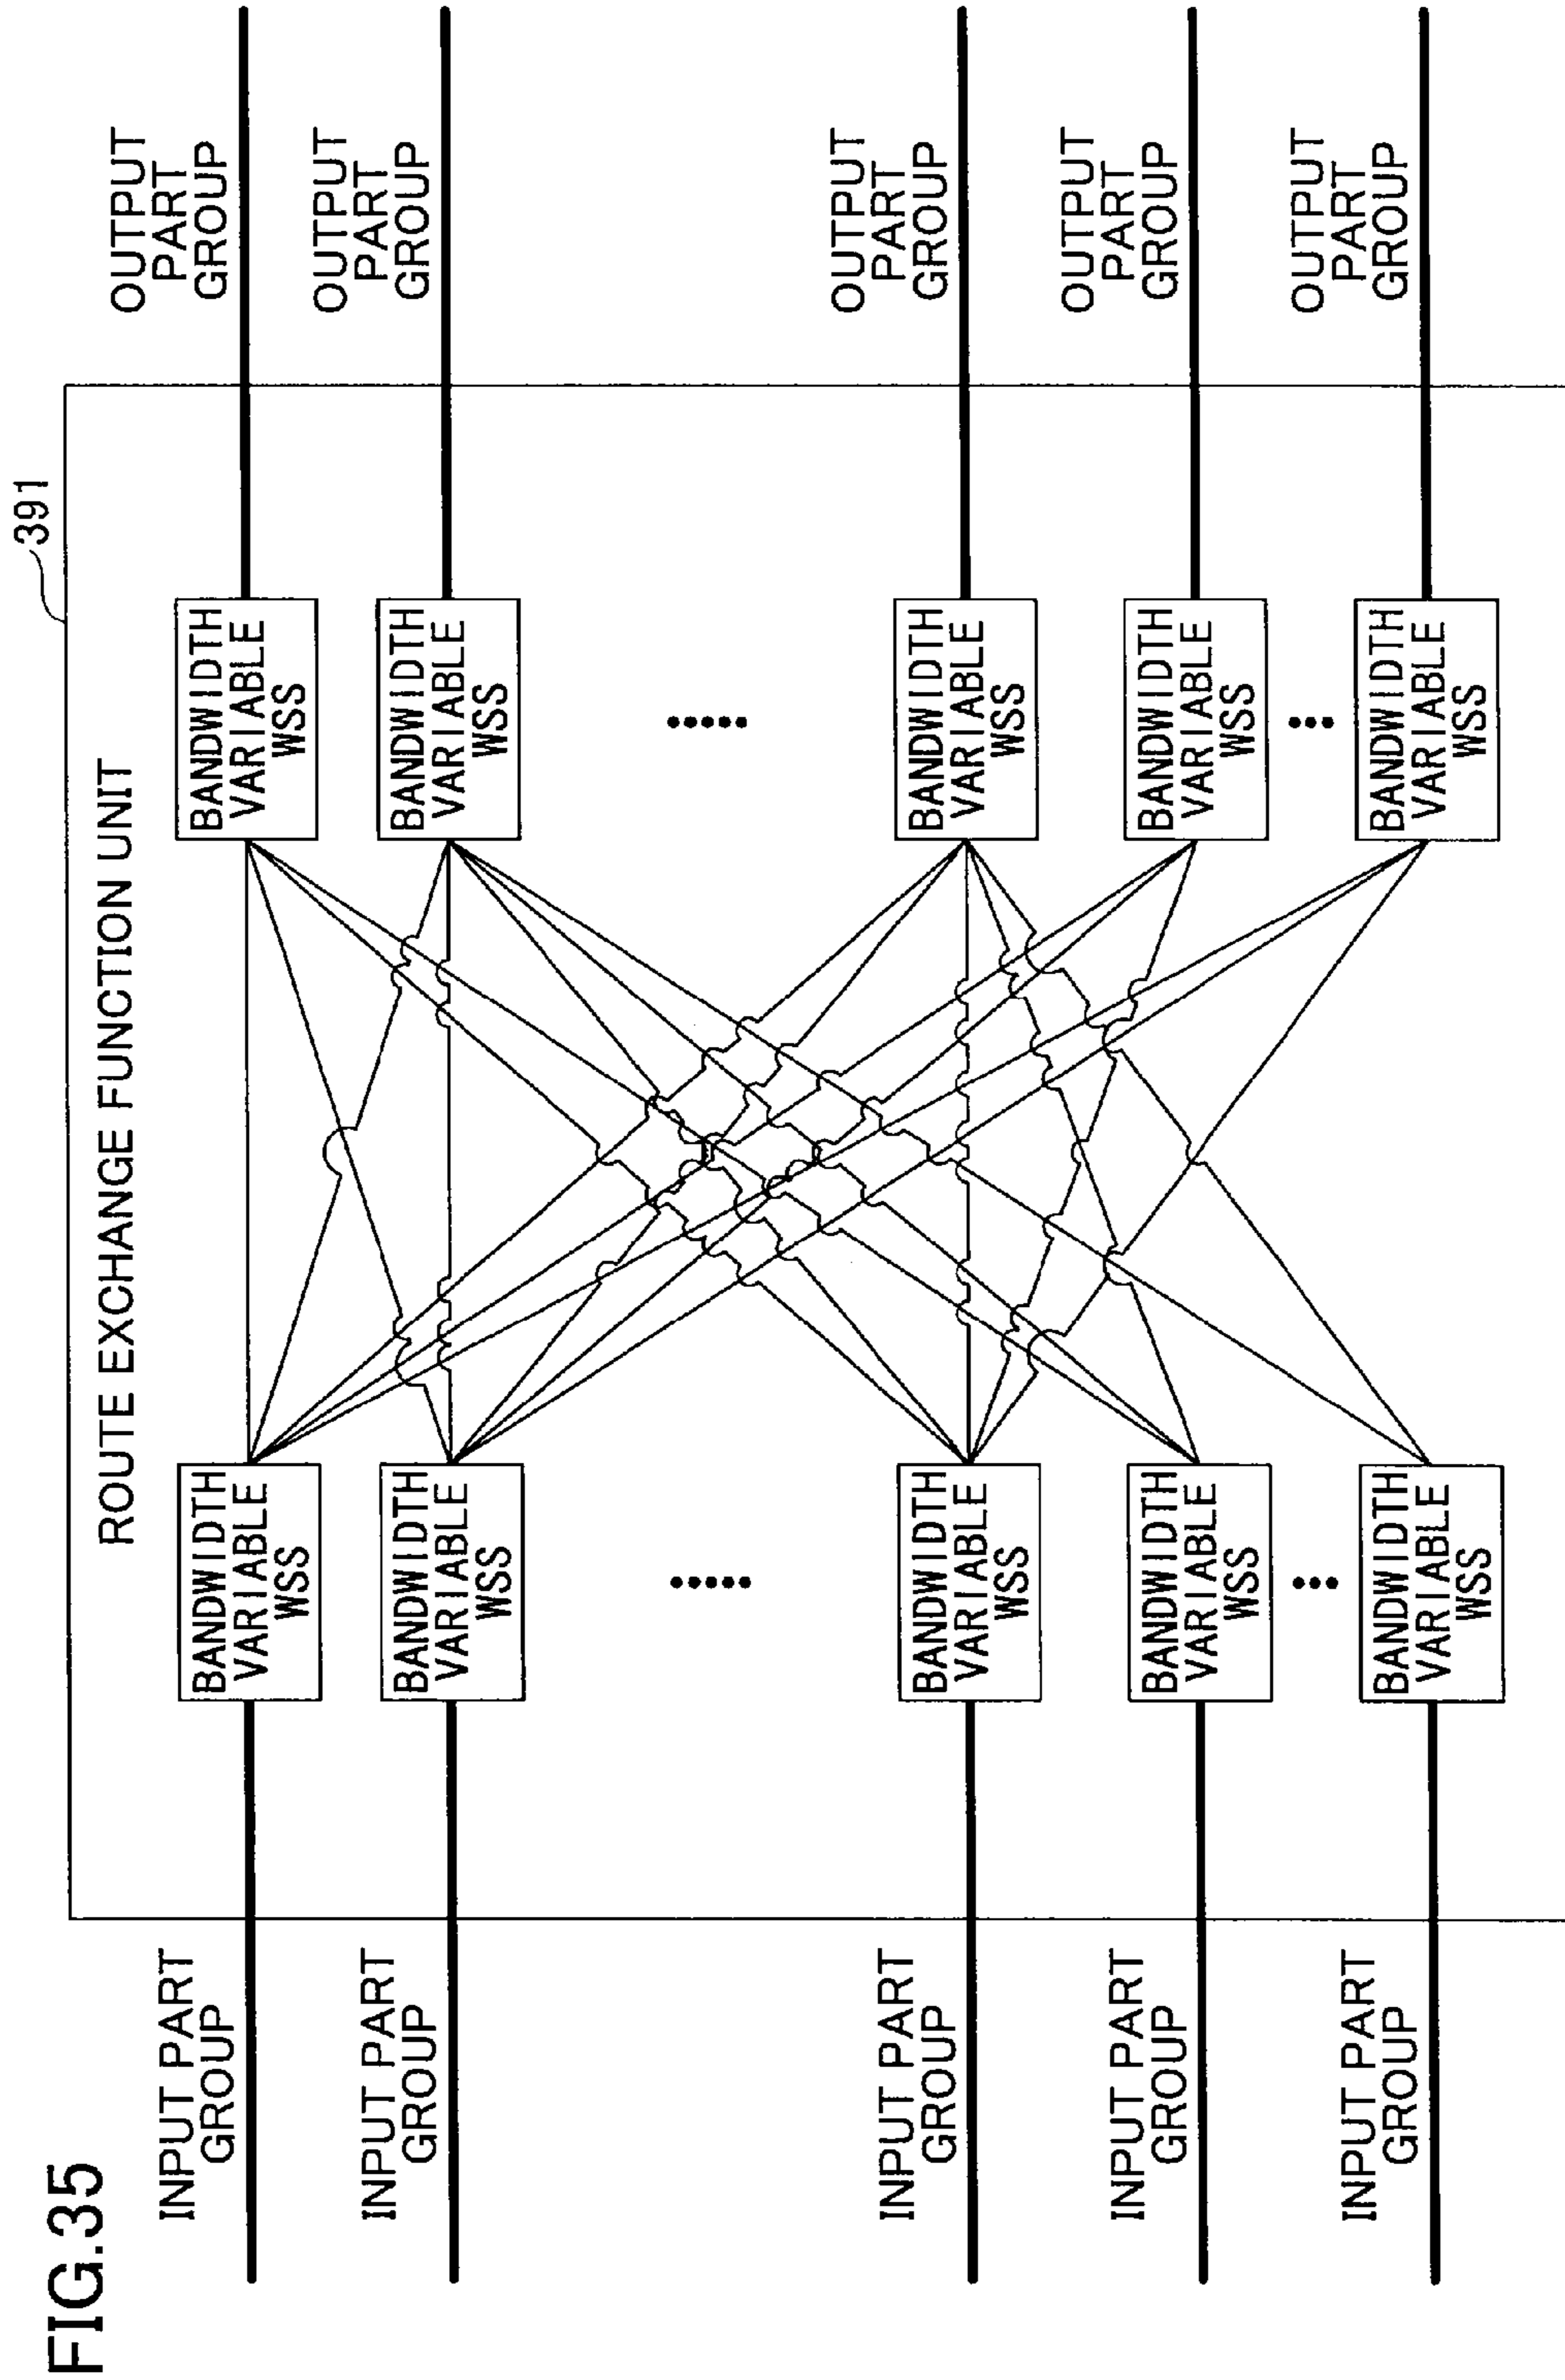 FIG.35
391
ROUTE EXCHANGE FUNCTION UNIT
INPUT PART
GROUP
BANDWIDTH
VARIABLE
WSS
BANDWIDTH
VARIABLE
WSS
OUTPUT
PART
GROUP
INPUT PART
GROUP
BANDWIDTH
VARIABLE
WSS
BANDWIDTH
VARIABLE
WSS
OUTPUT
PART
GROUP
INPUT PART
GROUP
BANDWIDTH
VARIABLE
WSS
BANDWIDTH
VARIABLE
WSS
OUTPUT
PART
GROUP
INPUT PART
GROUP
BANDWIDTH
VARIABLE
WSS
BANDWIDTH
VARIABLE
WSS
OUTPUT
PART
GROUP
INPUT PART
GROUP
BANDWIDTH
VARIABLE
WSS
BANDWIDTH
VARIABLE
WSS
OUTPUT
PART
GROUP